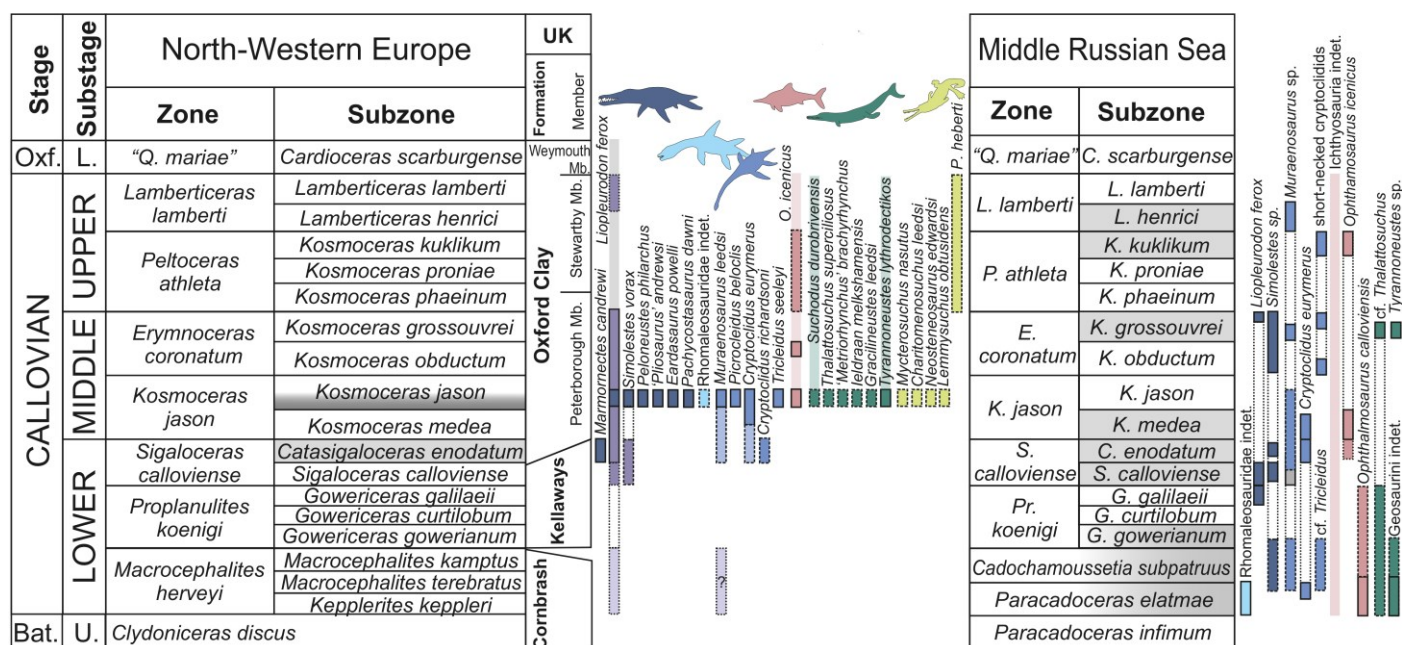 Stage
Substage
North-Western Europe
Zone
Subzone
UK
Formation
Member
Oxf.
L.
“Q. mariae”
Cardioceras scarburgense
Weymouth
Mb.
CALLOVIAN
UPPER
Lamberticeras
lamberti
Lamberticeras lamberti
Lamberticeras henrici
Peltoceras
athleta
Kosmoceras kuklikum
Kosmoceras proniae
Kosmoceras phaeinum
MIDDLE
Erymnoceras
coronatum
Kosmoceras grossouvrei
Kosmoceras obductum
Kosmoceras
jason
Kosmoceras jason
Kosmoceras medea
LOWER
Sigaloceras
calloviense
Catasigaloceras enodatum
Sigaloceras calloviense
Proplanulites
koenigi
Gowericeras galilaeii
Gowericeras curtilobum
Gowericeras gowerianum
Macrocephalites
herveyi
Macrocephalites kamptus
Macrocephalites terebratus
Kepplerites keppleri
Bat.
U.
Clydoniceras discus
Oxford Clay
Stewartby Mb.
Peterborough Mb.
Kellaways
Cornbrash
Marmornectes candrewi
Liopleurodon ferox
Simolestes vorax
Peloneustes philarchus
'Pliosaurus' andrewsi
Eardasaurus powelli
Pachycostasaurus dawni
Rhomaleosauridae indet.
Muraenosaurus leedsi
?
Picrocleidus beloclis
Cryptoclidus eurymerus
Cryptoclidus richardsoni
Tricleidus seeleyi
O. icenicus
Suchodus durobrivensis
Thalattosuchus superciliosus
'Metriorhynchus' brachyrhynchus
Ieldraan melkshamensis
Gracilineustes leedsi
Tyrannoneustes lythrodectikos
Mycterosuchus nasutus
Charitomenosuchus leedsi
Neosteneosaurus edwardsi
Lemmysuchus obtusidens
P. heberti
Middle Russian Sea
Zone
Subzone
“Q. mariae”
C. scarburgense
L. lamberti
L. lamberti
L. henrici
P. athleta
K. kuklikum
K. proniae
K. phaeinum
E.
coronatum
K. grossouvrei
K. obductum
K. jason
K. jason
K. medea
S.
calloviense
C. enodatum
S. calloviense
Pr.
koenigi
G. galilaeii
G. curtilobum
G. gowerianum
Cadochamoussetia subpatruus
Paracadoceras elatmae
Paracadoceras infimum
Rhomaleosauridae indet.
Liopleurodon ferox
Simolestes sp.
Muraenosaurus sp.
Cryptoclidus eurymerus
cf. Tricleidus
short-necked cryptoclidids
Ichthyosauria indet.
Ophthamosaurus icenicus
Ophthalmosaurus calloviensis
cf. Thalattosuchus
Tyrannoneustes sp.
Geosaurini indet.